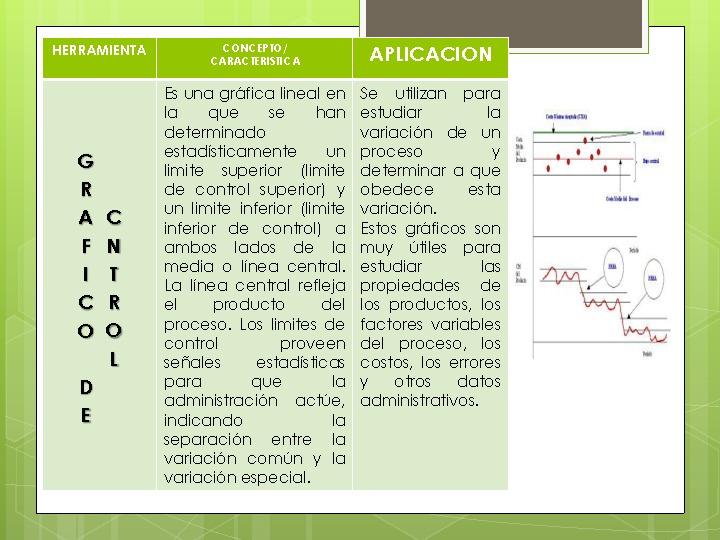 HERRAMIENTA
CONCEPTO/
CARACTERISTICA
APLICACION
G
R
A
F
I
C
O
D
E
C
N
T
R
O
L
Es una gráfica lineal en
la que se han
determinado
estadísticamente un
limite superior (limite
de control superior) y
un limite inferior (limite
inferior de control) a
ambos lados de la
media o línea central.
La línea central refleja
el producto del
proceso. Los limites de
control proveen
señales estadísticas
para que la
administración actúe,
indicando la
separación entre la
variación común y la
variación especial.
Se utilizan para
estudiar la
variación de un
proceso y
determinar a que
obedece esta
variación.
Estos gráficos son
muy útiles para
estudiar las
propiedades de
los productos, los
factores variables
del proceso, los
costos, los errores
y otros datos
administrativos.
Periodo
Periodo